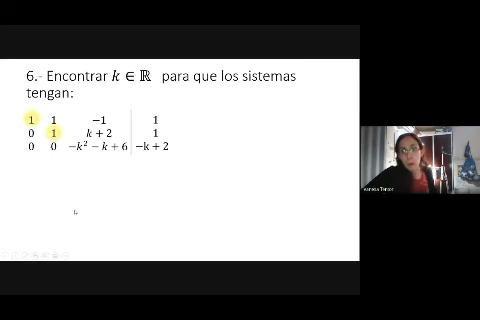 6.- Encontrar k ∈ ℝ para que los sistemas
tengan:
1 1 −1 | 1
0 1 k + 2 | 1
0 0 −k² − k + 6 | −k + 2